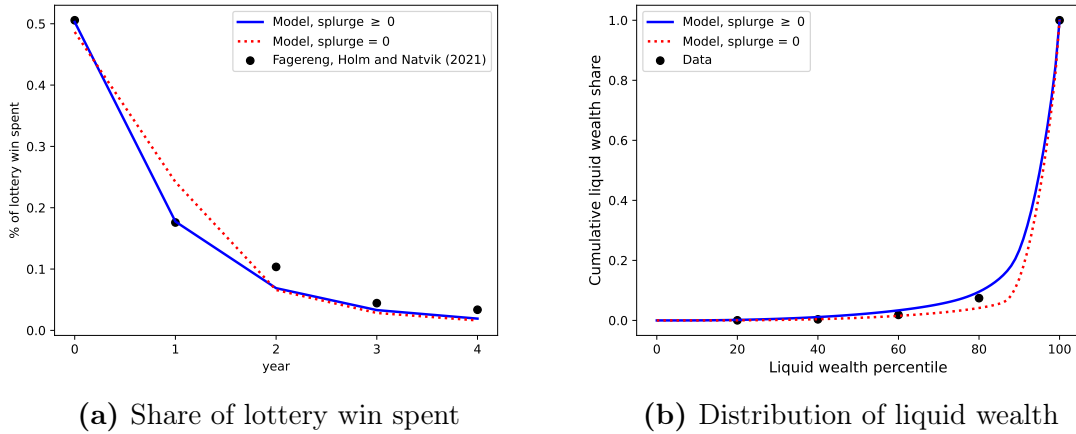 % of lottery win spent
0.5
0.4
0.3
0.2
0.1
0.0
0 1 2 3 4
year
Model, splurge ≥ 0
Model, splurge = 0
Fagereng, Holm and Natvik (2021)
(a) Share of lottery win spent
Cumulative liquid wealth share
1.0
0.8
0.6
0.4
0.2
0.0
0 20 40 60 80 100
Liquid wealth percentile
Model, splurge ≥ 0
Model, splurge = 0
Data
(b) Distribution of liquid wealth